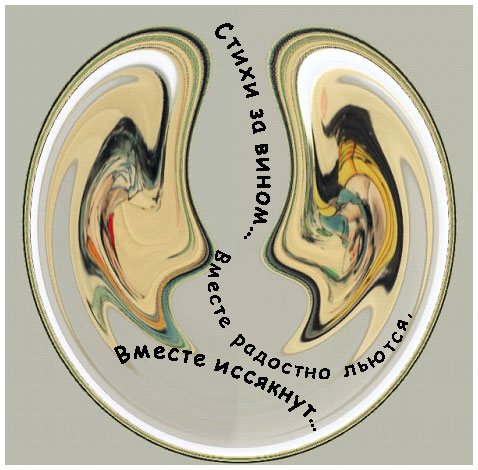 Стихи за вином...
Вместе радостно льются,
Вместе иссякнут...